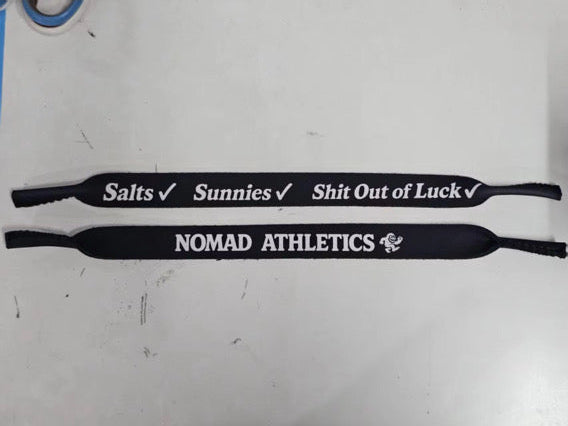 Salts ✓ Sunnies ✓ Shit Out of Luck ✓
NOMAD ATHLETICS